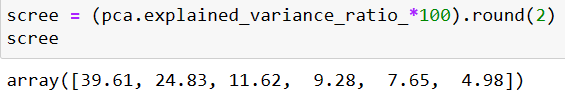 scree = (pca.explained_variance_ratio_*100).round(2)
scree
array([39.61, 24.83, 11.62,  9.28,  7.65,  4.98])